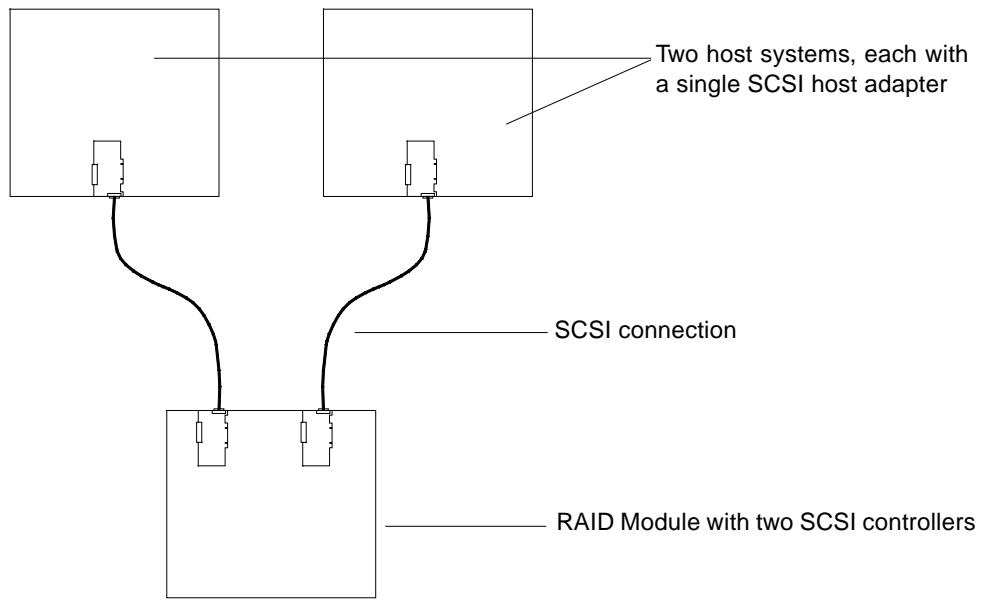 Two host systems, each with
a single SCSI host adapter
SCSI connection
RAID Module with two SCSI controllers